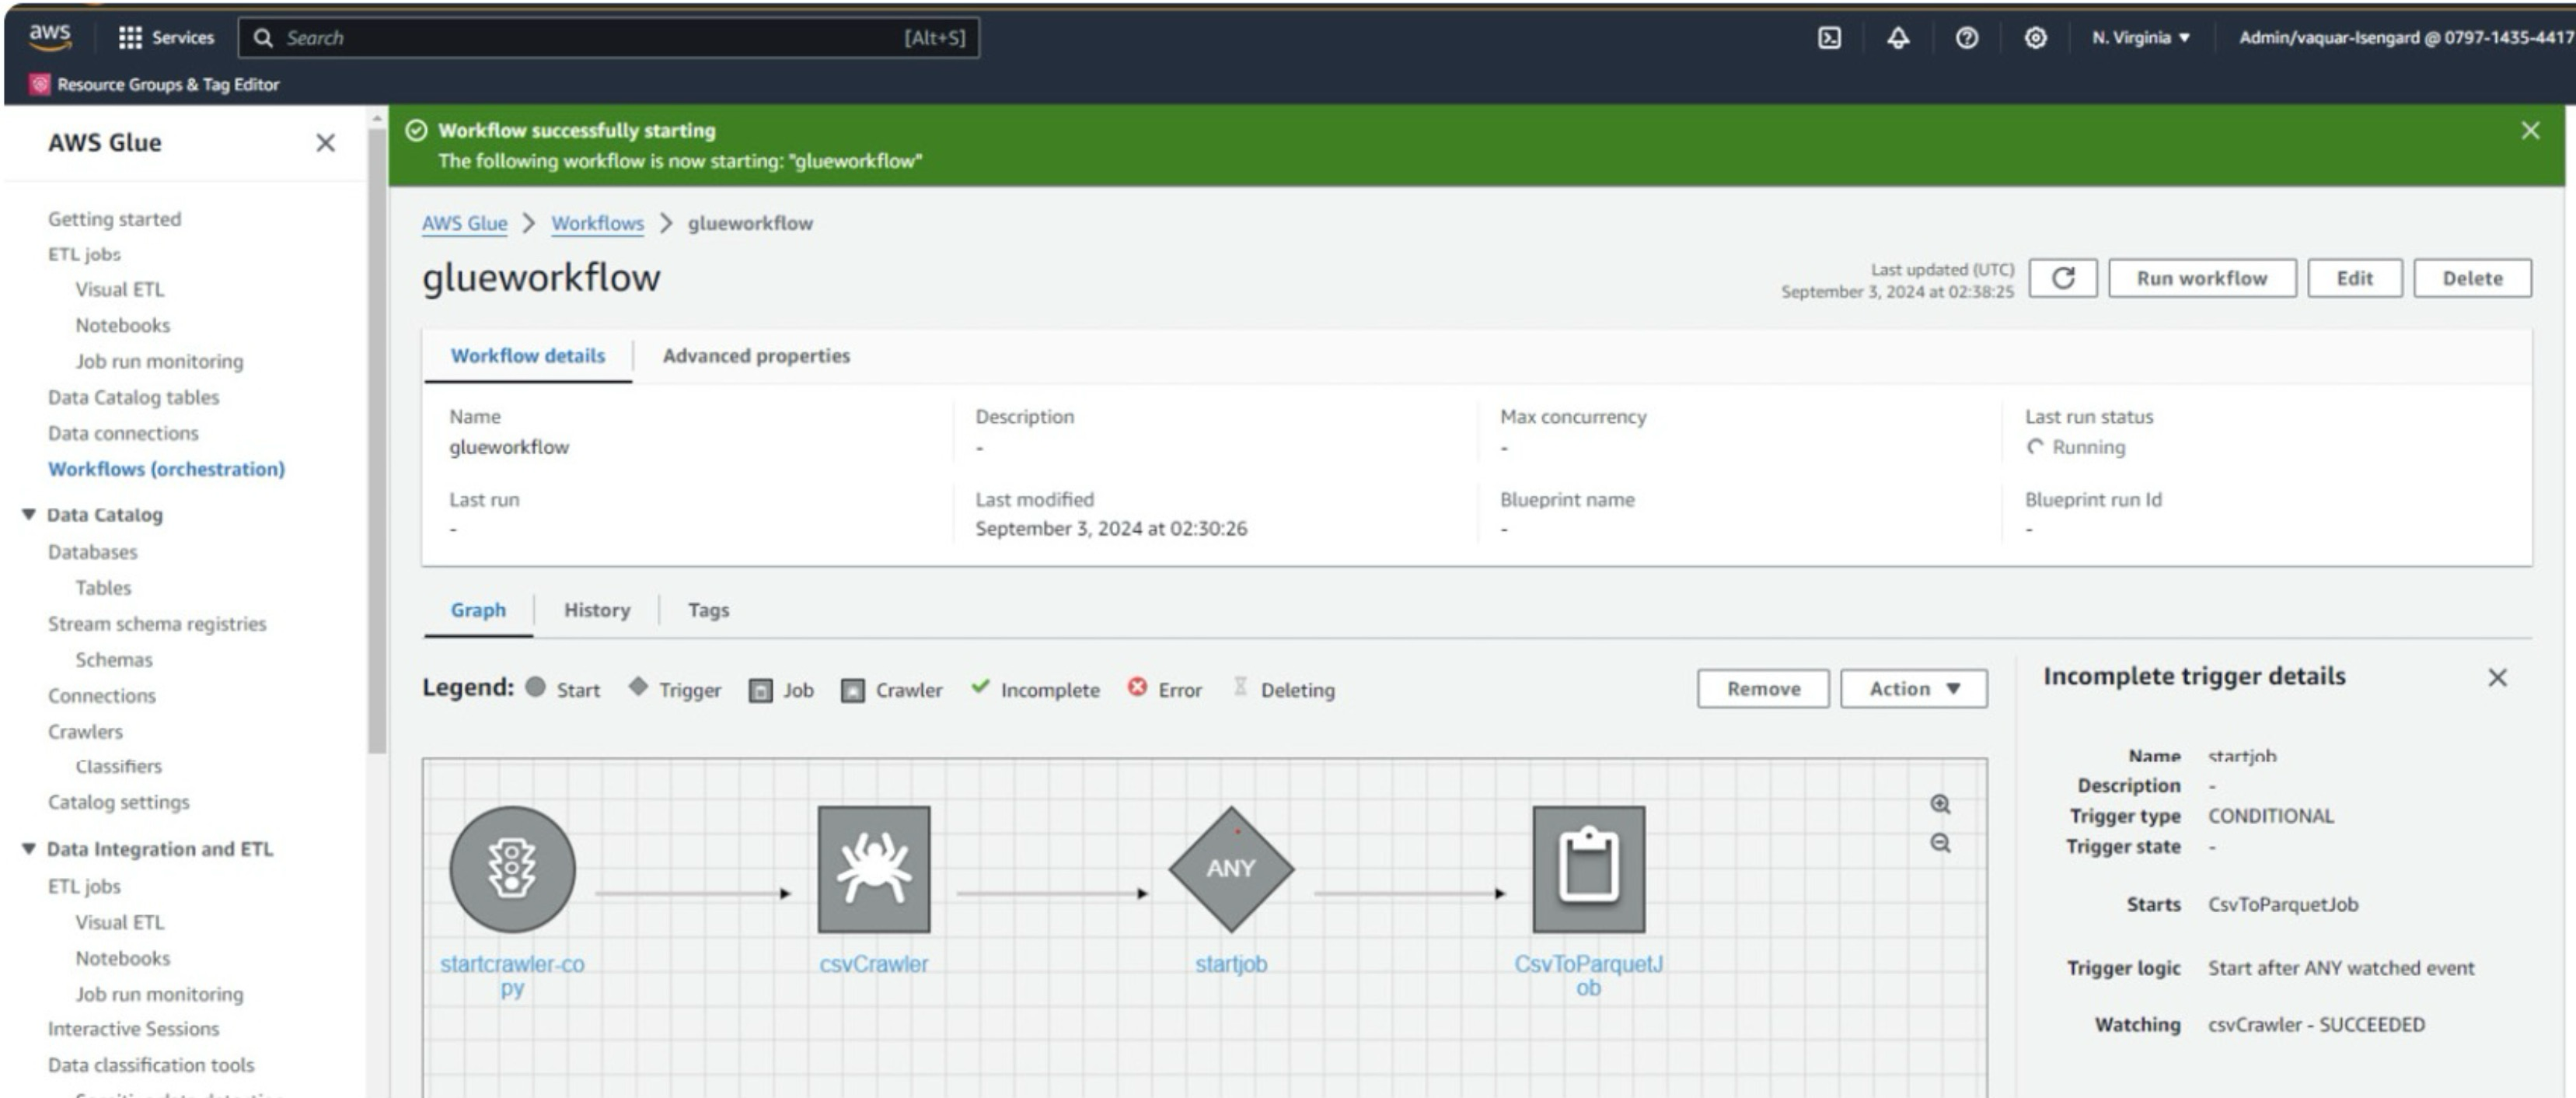 aws
Services
Search
[Alt+S]
N. Virginia
Admin/vaquar-Isengard @ 0797-1435-4417
Resource Groups & Tag Editor
AWS Glue
Getting started
ETL jobs
Visual ETL
Notebooks
Job run monitoring
Data Catalog tables
Data connections
Workflows (orchestration)
Data Catalog
Databases
Tables
Stream schema registries
Schemas
Connections
Crawlers
Classifiers
Catalog settings
Data Integration and ETL
ETL jobs
Visual ETL
Notebooks
Job run monitoring
Interactive Sessions
Data classification tools
Workflow successfully starting
The following workflow is now starting: "glueworkflow"
AWS Glue > Workflows > glueworkflow
glueworkflow
Last updated (UTC)
September 3, 2024 at 02:38:25
Run workflow
Edit
Delete
Workflow details
Advanced properties
Name
glueworkflow
Description
-
Max concurrency
-
Last run status
Running
Last run
-
Last modified
September 3, 2024 at 02:30:26
Blueprint name
-
Blueprint run Id
-
Graph
History
Tags
Legend: Start Trigger Job Crawler Incomplete Error Deleting
Remove
Action
ANY
startcrawler-co
py
csvCrawler
startjob
CsvToParquetJ
ob
Incomplete trigger details
Name startjob
Description -
Trigger type CONDITIONAL
Trigger state -
Starts CsvToParquetJob
Trigger logic Start after ANY watched event
Watching csvCrawler - SUCCEEDED